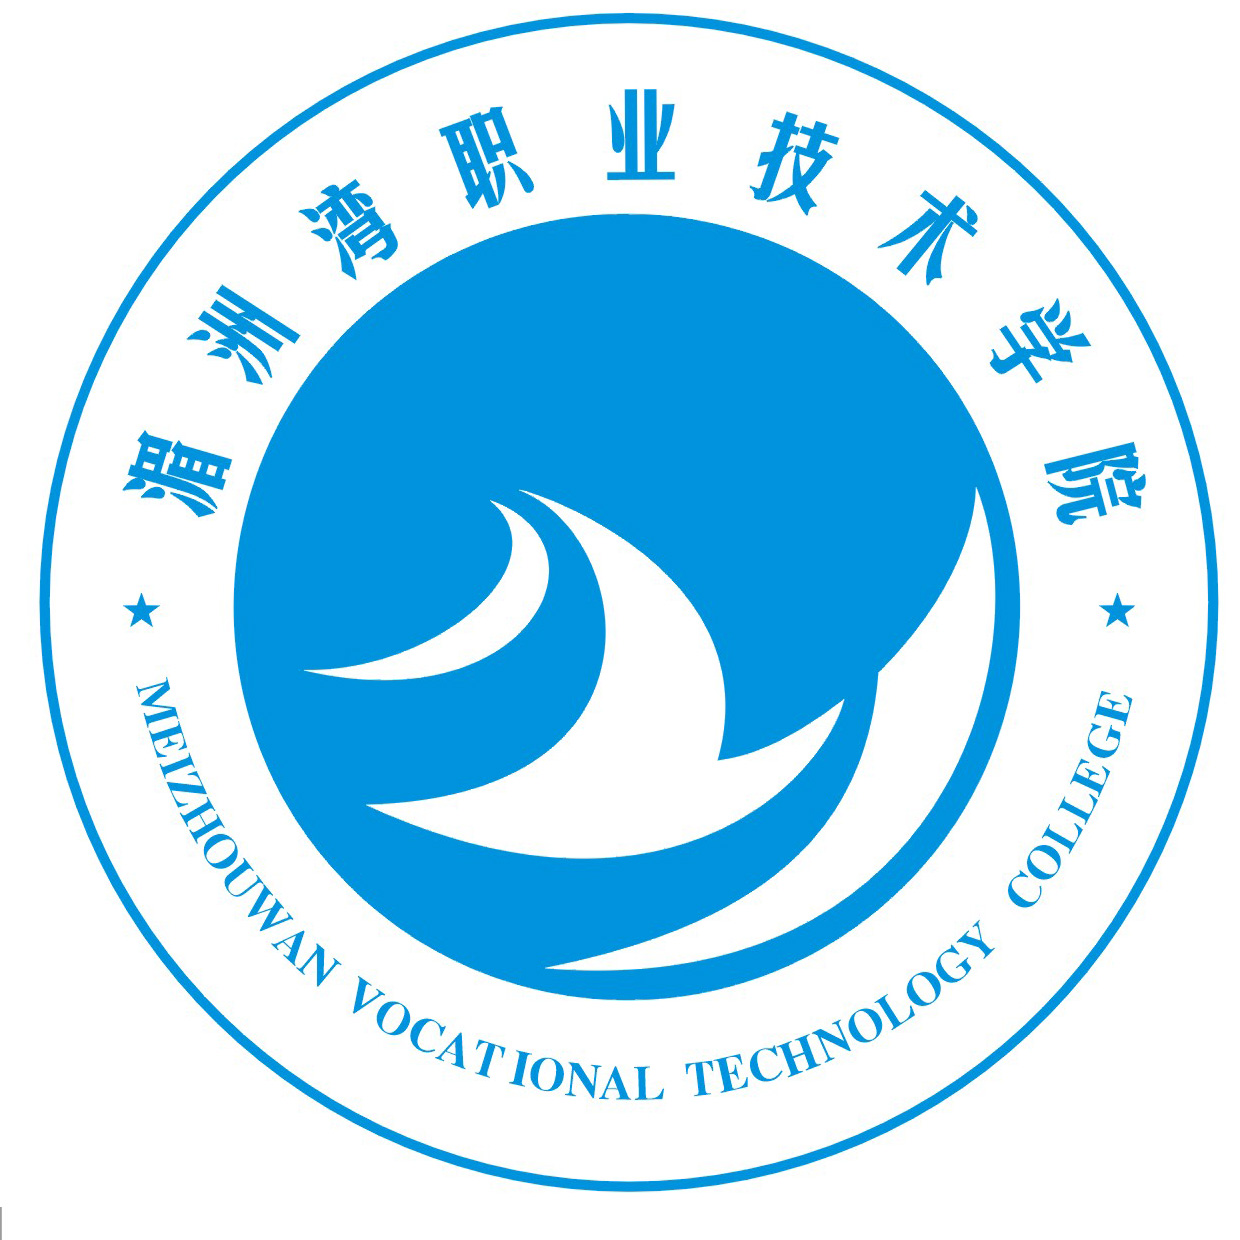 湄洲湾职业技术学院
MEIZHOUWAN VOCATIONAL TECHNOLOGY COLLEGE